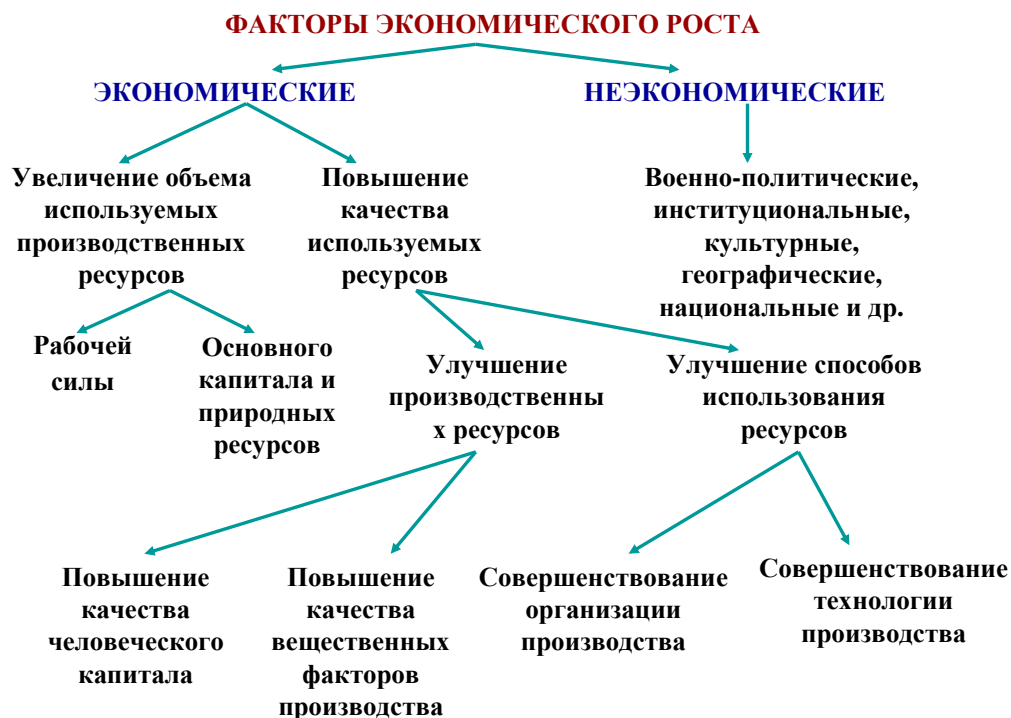 ФАКТОРЫ ЭКОНОМИЧЕСКОГО РОСТА
ЭКОНОМИЧЕСКИЕ
НЕЭКОНОМИЧЕСКИЕ
Увеличение объема
используемых
производственных
ресурсов
Повышение
качества
используемых
ресурсов
Военно-политические,
институциональные,
культурные,
географические,
национальные и др.
Рабочей
силы
Основного
капитала и
природных
ресурсов
Улучшение
производственны
х ресурсов
Улучшение способов
использования
ресурсов
Повышение
качества
человеческого
капитала
Повышение
качества
вещественных
факторов
производства
Совершенствование
организации
производства
Совершенствование
технологии
производства